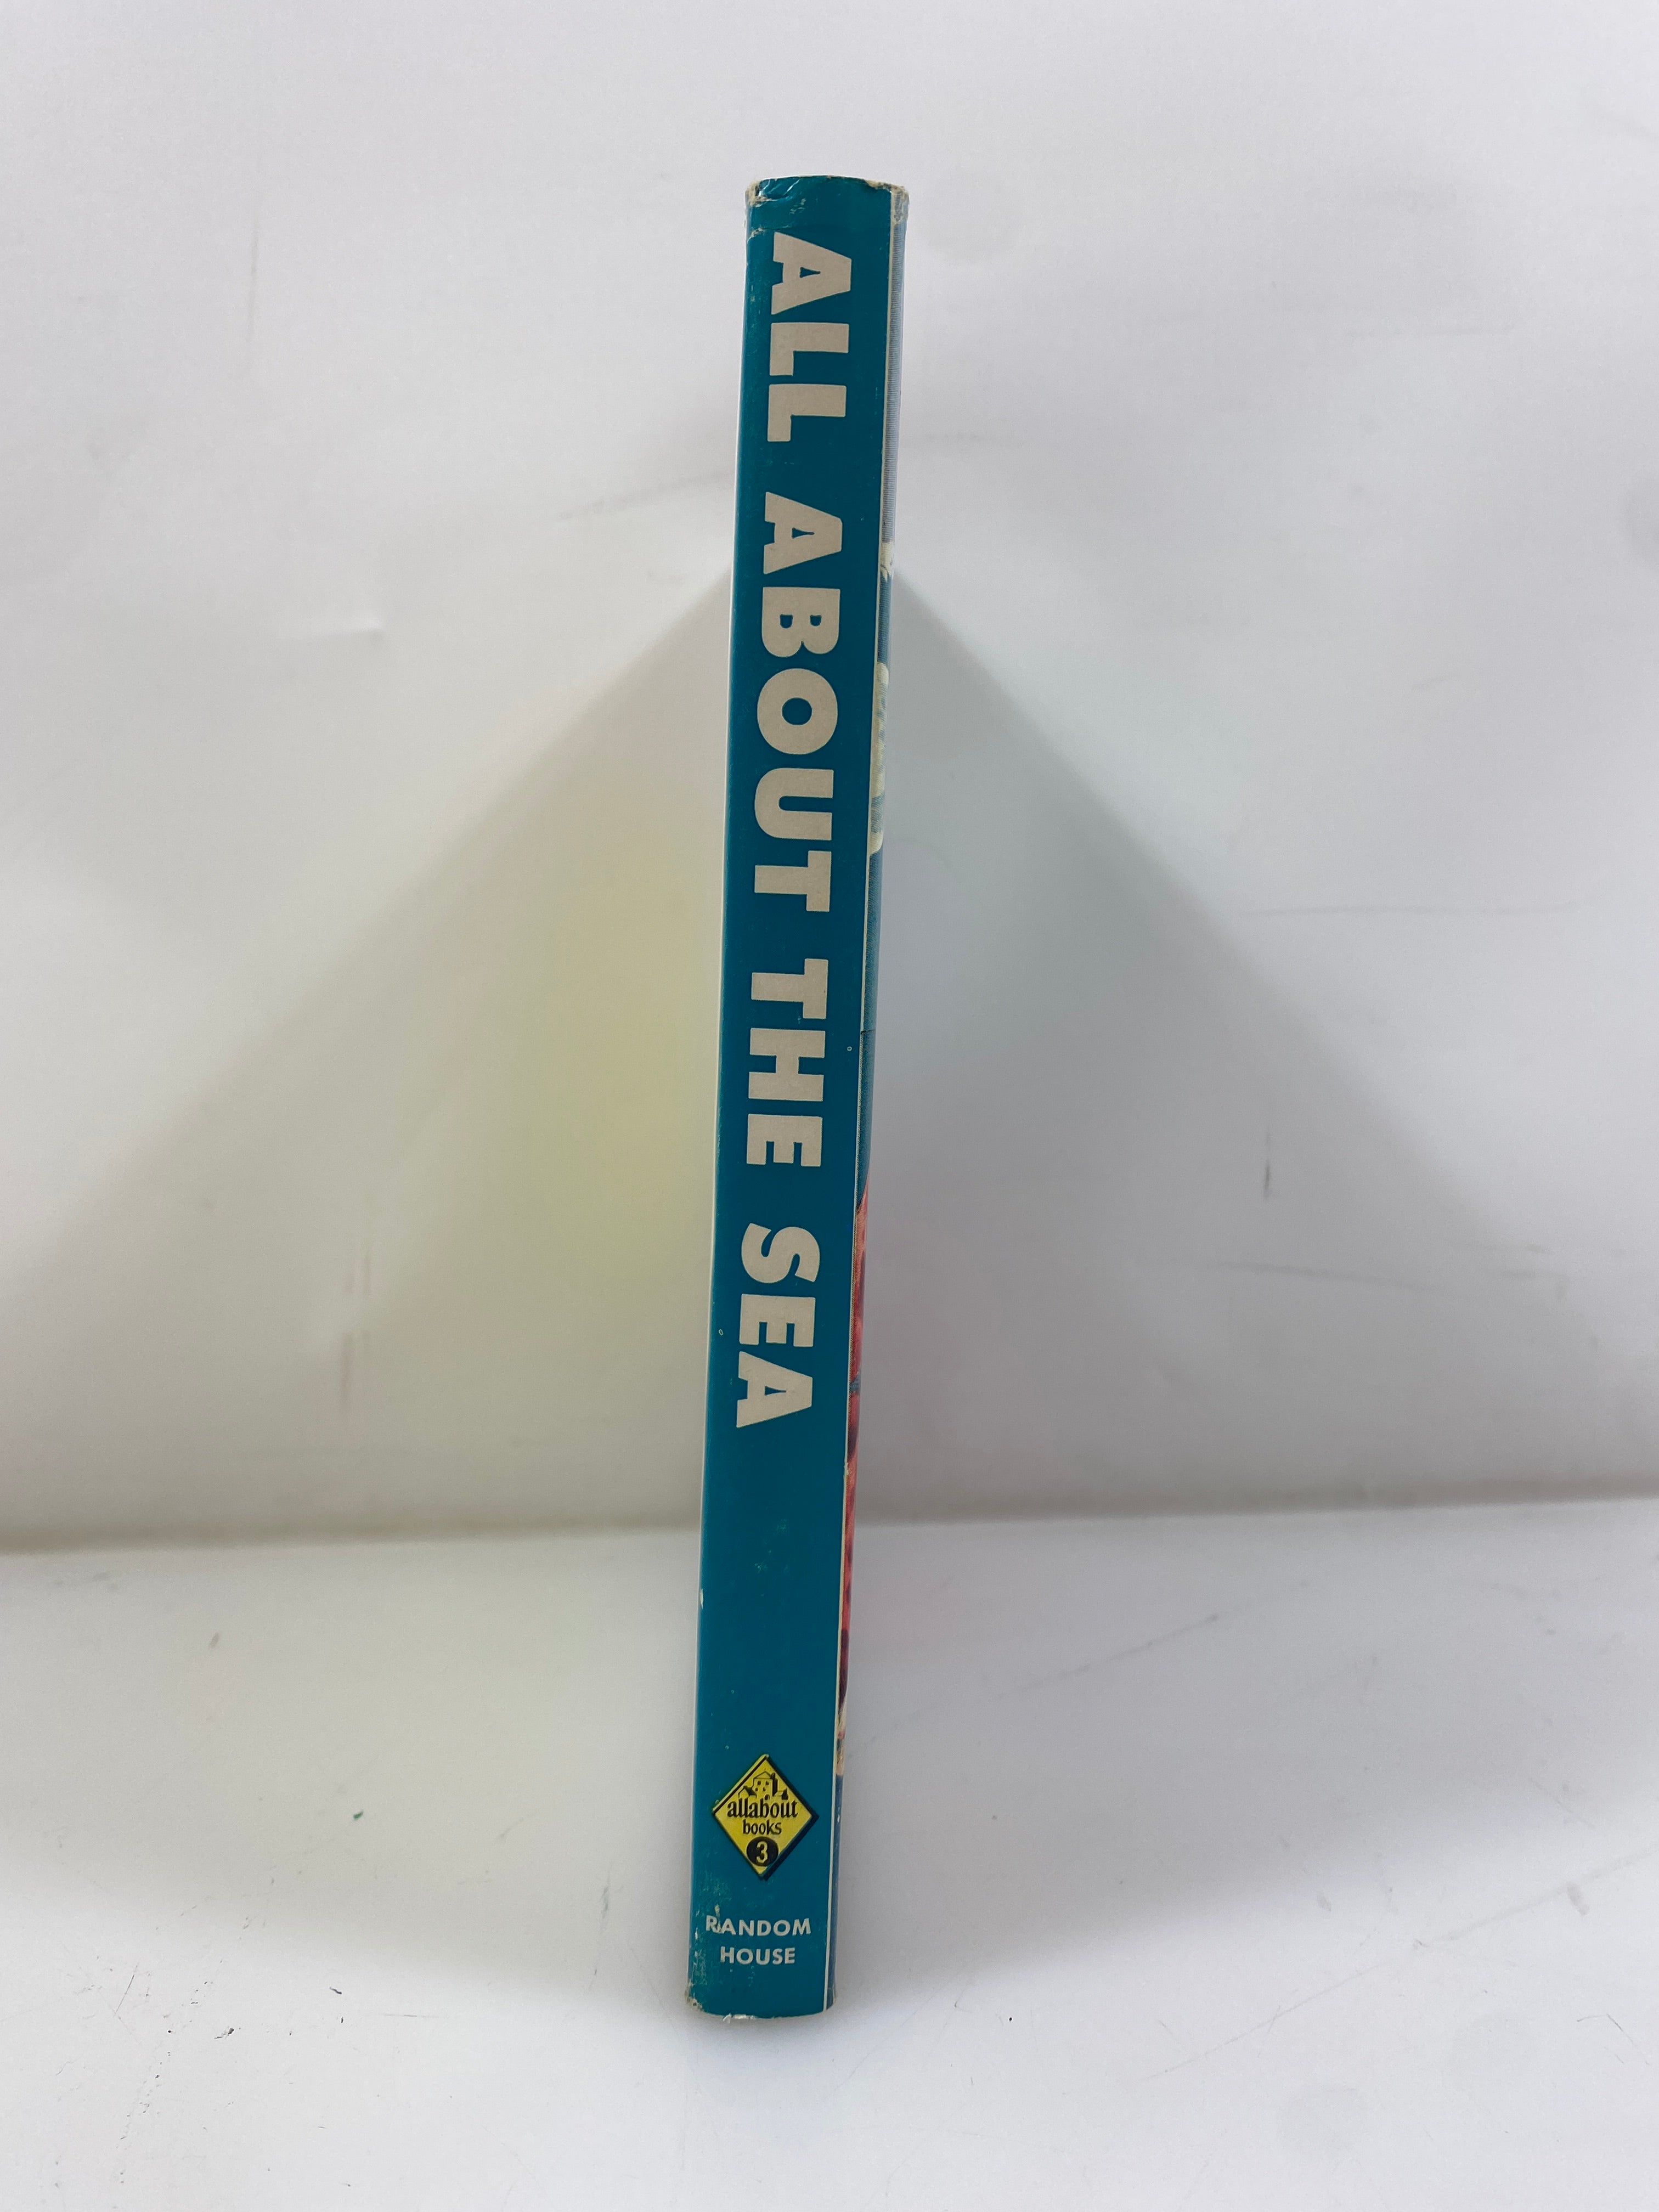 ALL ABOUT THE SEA
allabout
books
3
RANDOM
HOUSE